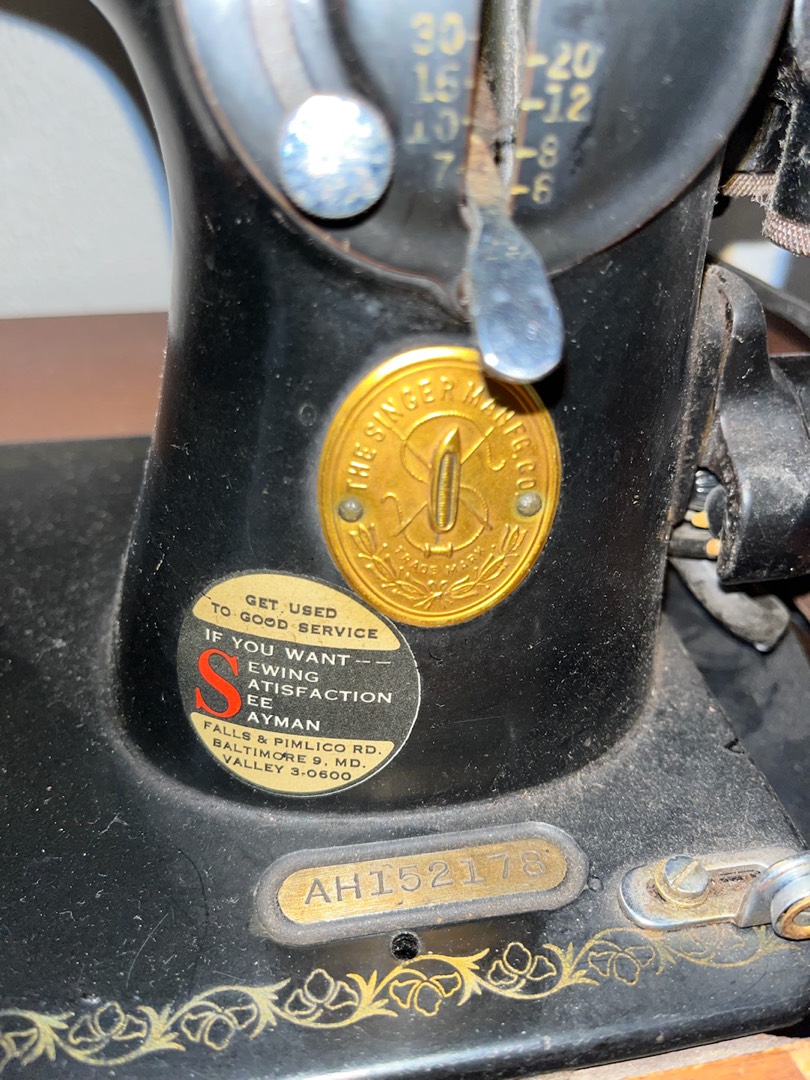 30
20
16
12
10
8
7
6
THE SINGER MANFG. CO
TRADE MARK
GET USED
TO GOOD SERVICE
IF YOU WANT---
SEWING
SATISFACTION
SEE
SAYMAN
FALLS & PIMLICO RD.
BALTIMORE 9, MD.
VALLEY 3-0600
AH152178